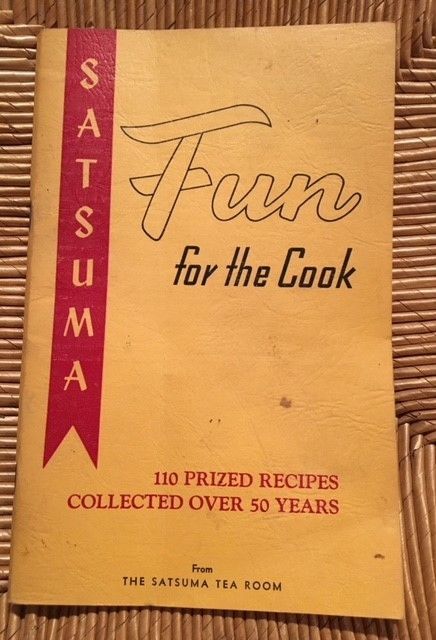 SATSUMA
Fun
for the Cook
110 PRIZED RECIPES
COLLECTED OVER 50 YEARS
From
THE SATSUMA TEA ROOM